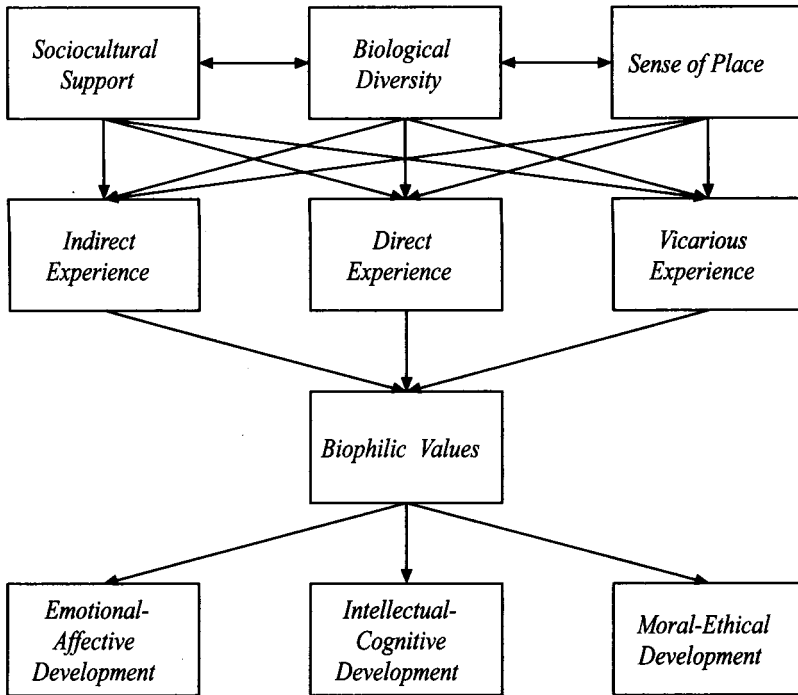 Sociocultural
Support
Biological
Diversity
Sense of Place
Indirect
Experience
Direct
Experience
Vicarious
Experience
Biophilic Values
Emotional-
Affective
Development
Intellectual-
Cognitive
Development
Moral-Ethical
Development